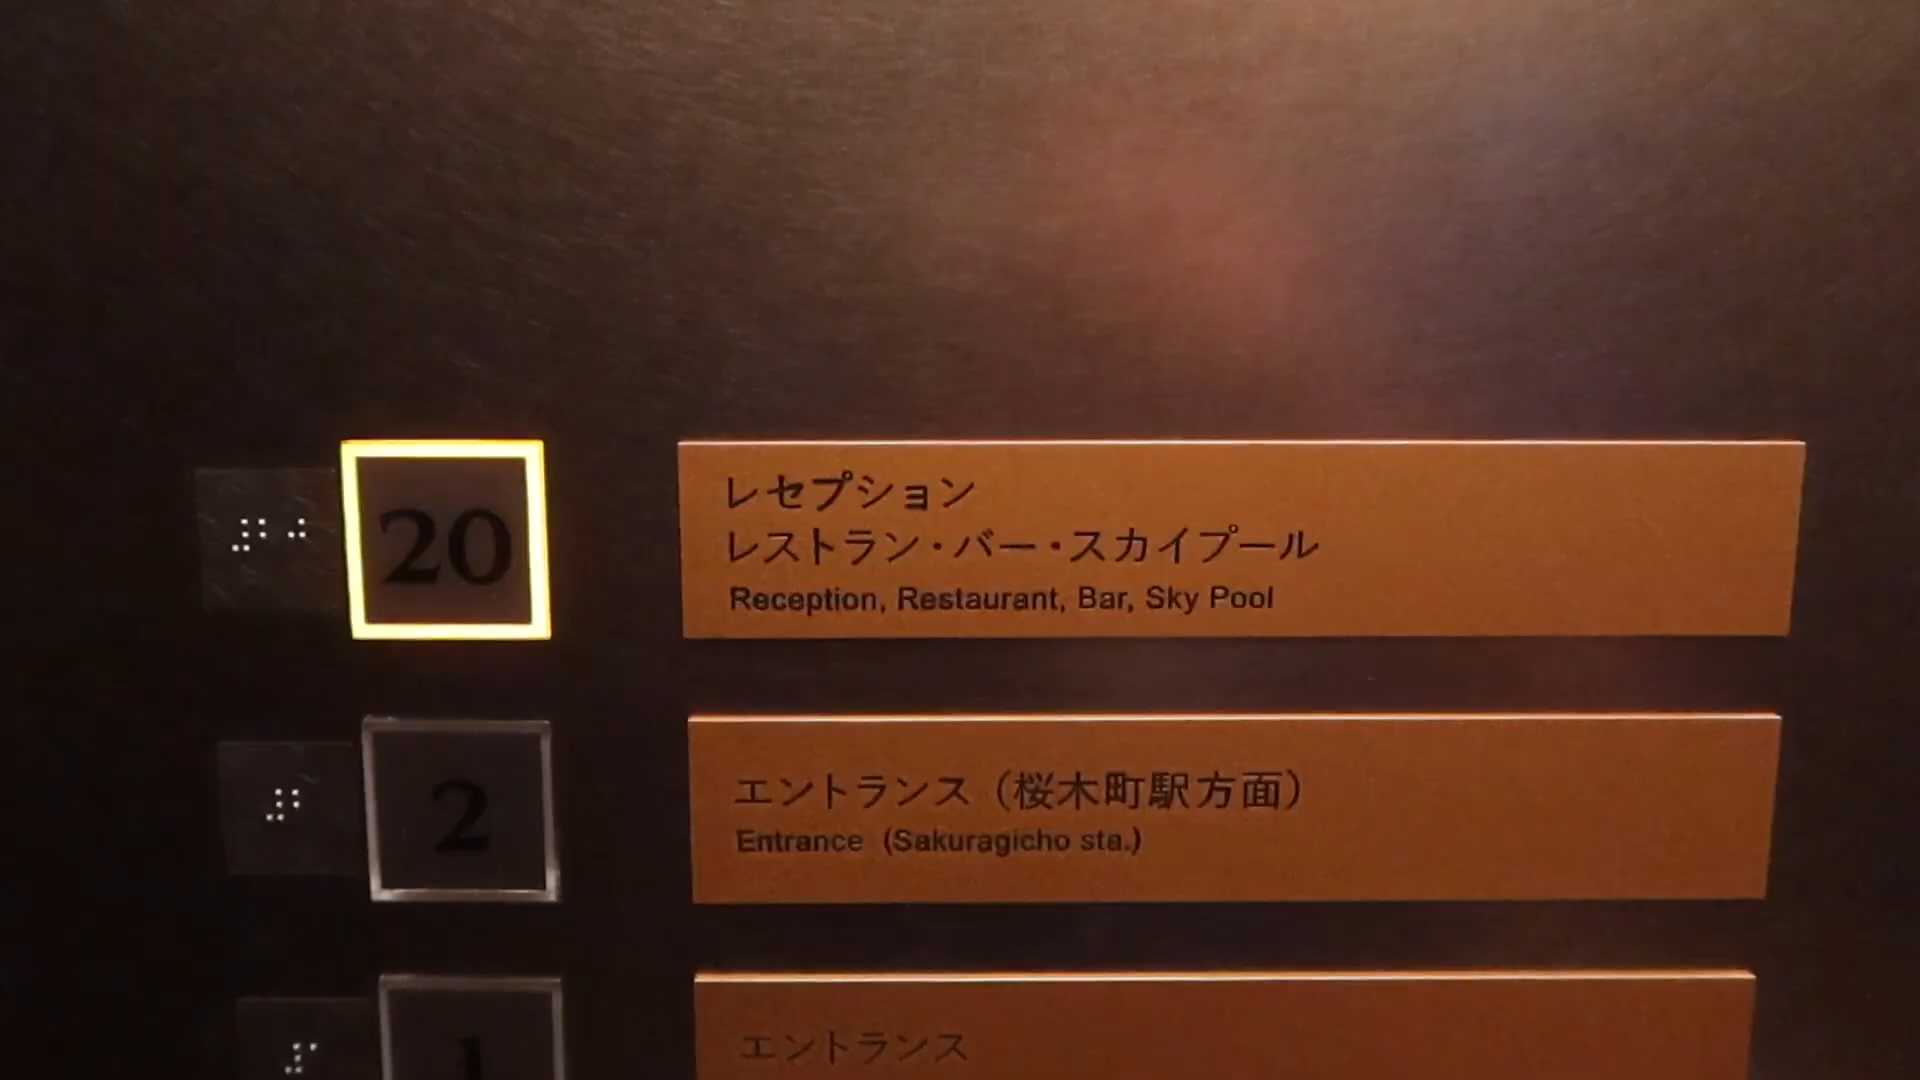 20
レセプション
レストラン・バー・スカイプール
Reception, Restaurant, Bar, Sky Pool
2
エントランス（桜木町駅方面）
Entrance (Sakuragicho sta.)
1
エントランス